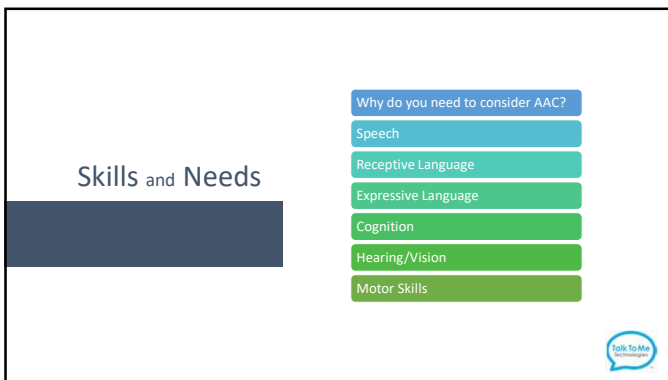 Skills and Needs
Why do you need to consider AAC?
Speech
Receptive Language
Expressive Language
Cognition
Hearing/Vision
Motor Skills
Talk To Me
Technologies